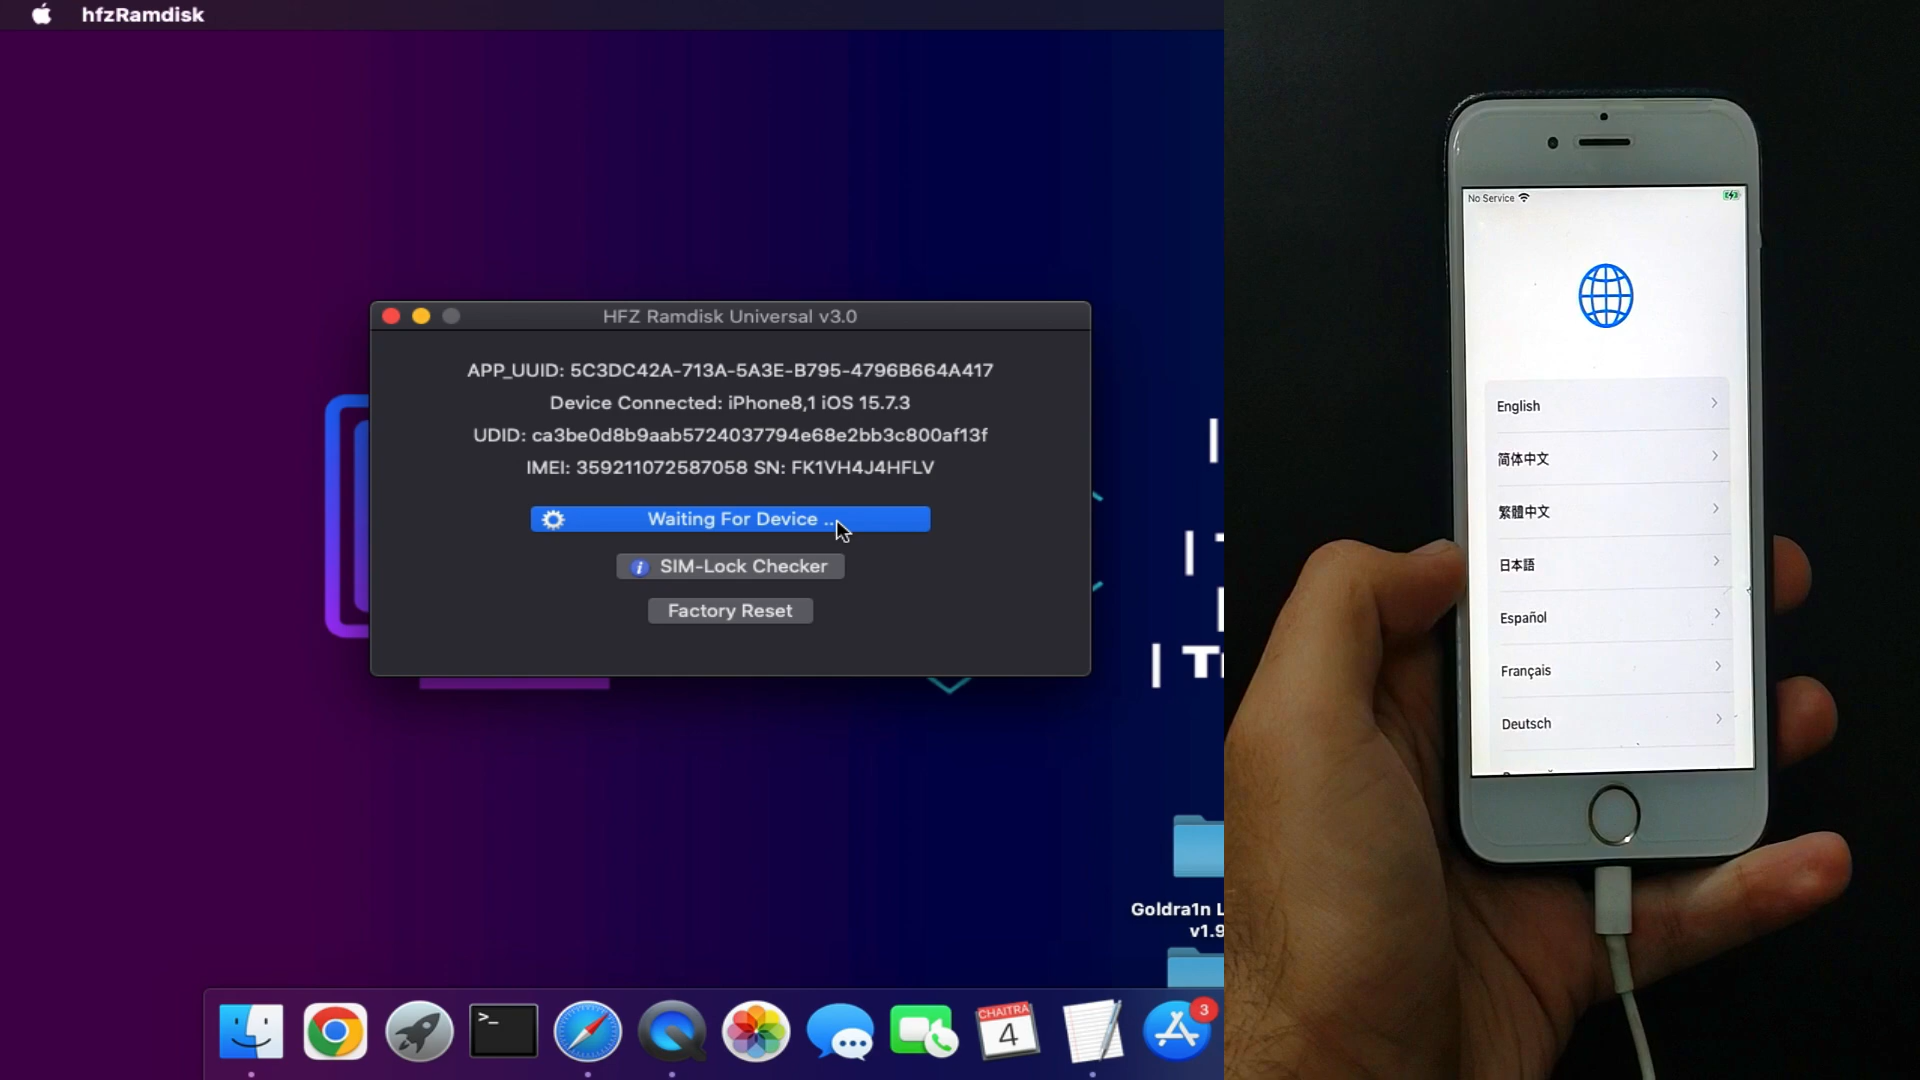 hfzRamdisk
HFZ Ramdisk Universal v3.0
APP_UUID: 5C3DC42A-713A-5A3E-B795-4796B664A417
Device Connected: iPhone8,1 iOS 15.7.3
UDID: ca3be0d8b9aab5724037794e68e2bb3c800af13f
IMEI: 359211072587058 SN: FK1VH4J4HFLV
Waiting For Device ...
SIM-Lock Checker
Factory Reset
Goldra1n L
v1.9
>_
CHAITRA
4
3
No Service
English
简体中文
繁體中文
日本語
Español
Français
Deutsch